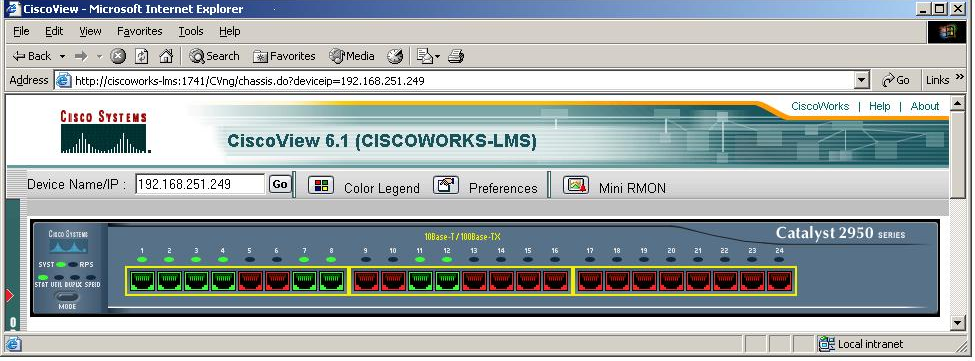 CiscoView - Microsoft Internet Explorer
File Edit View Favorites Tools Help
Back Search Favorites Media
Address http://ciscoworks-lms:1741/CVng/chassis.do?deviceip=192.168.251.249 Go Links »
CISCO SYSTEMS
CiscoWorks | Help | About
CiscoView 6.1 (CISCOWORKS-LMS)
Device Name/IP : 192.168.251.249 Go Color Legend Preferences Mini RMON
CISCO SYSTEMS
10Base-T / 100Base-TX
Catalyst 2950 SERIES
1 2 3 4 5 6 7 8 9 10 11 12 13 14 15 16 17 18 19 20 21 22 23 24
SYST RPS
STAT UTIL DUPLX SPEED
MODE
Local intranet